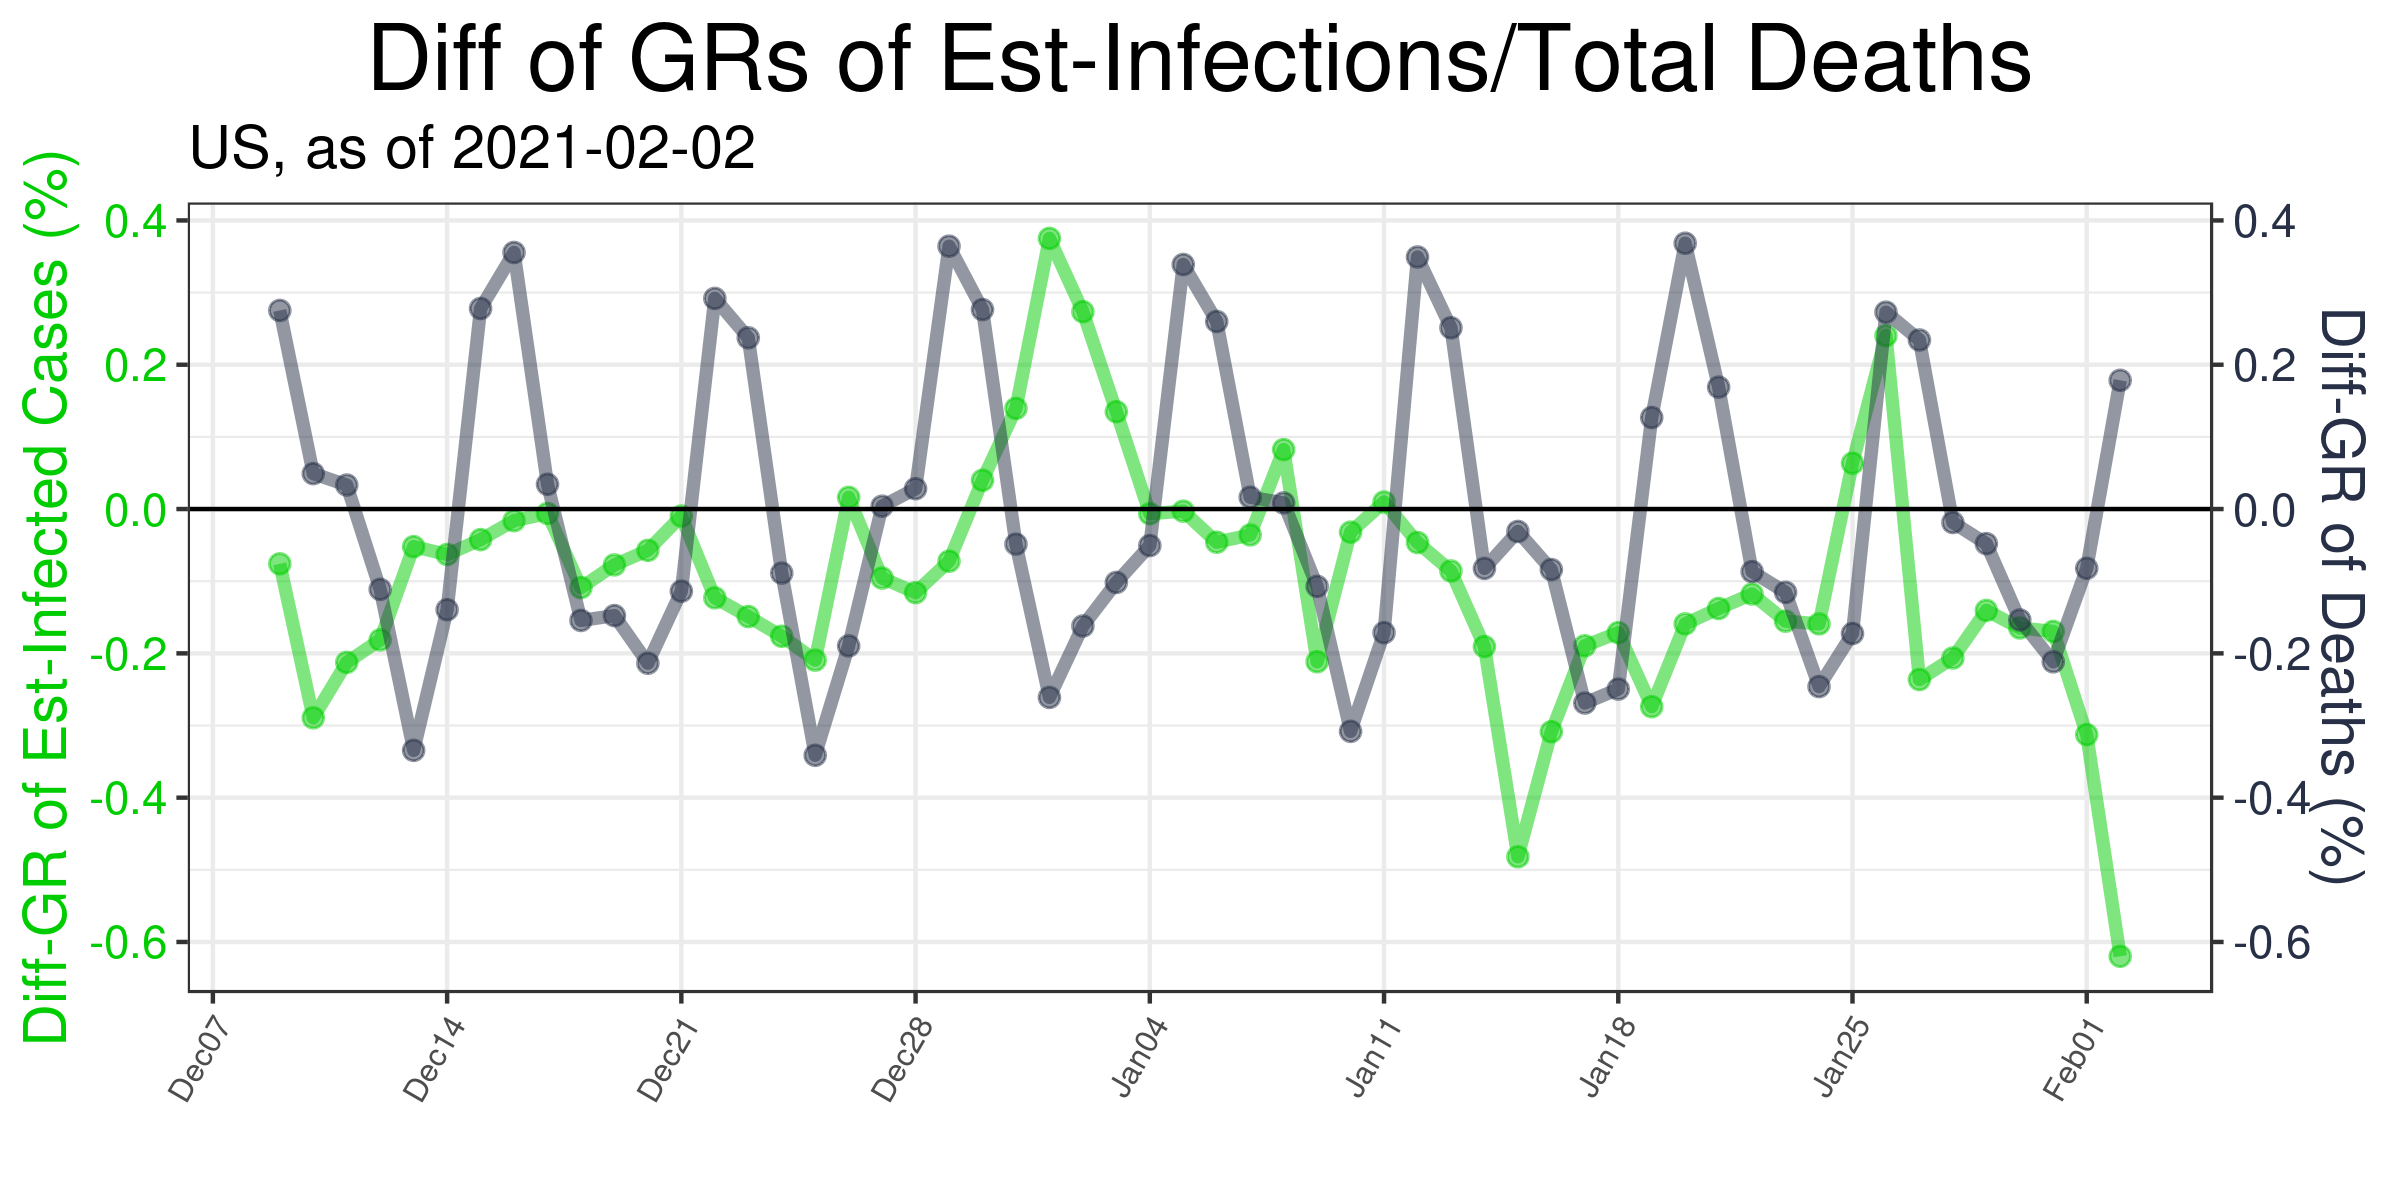 Diff of GRs of Est-Infections/Total Deaths
US, as of 2021-02-02
Diff-GR of Est-Infected Cases (%)
0.4
0.2
0.0
-0.2
-0.4
-0.6
0.4
0.2
0.0
-0.2
-0.4
-0.6
Diff-GR of Deaths (%)
Dec07
Dec14
Dec21
Dec28
Jan04
Jan11
Jan18
Jan25
Feb01